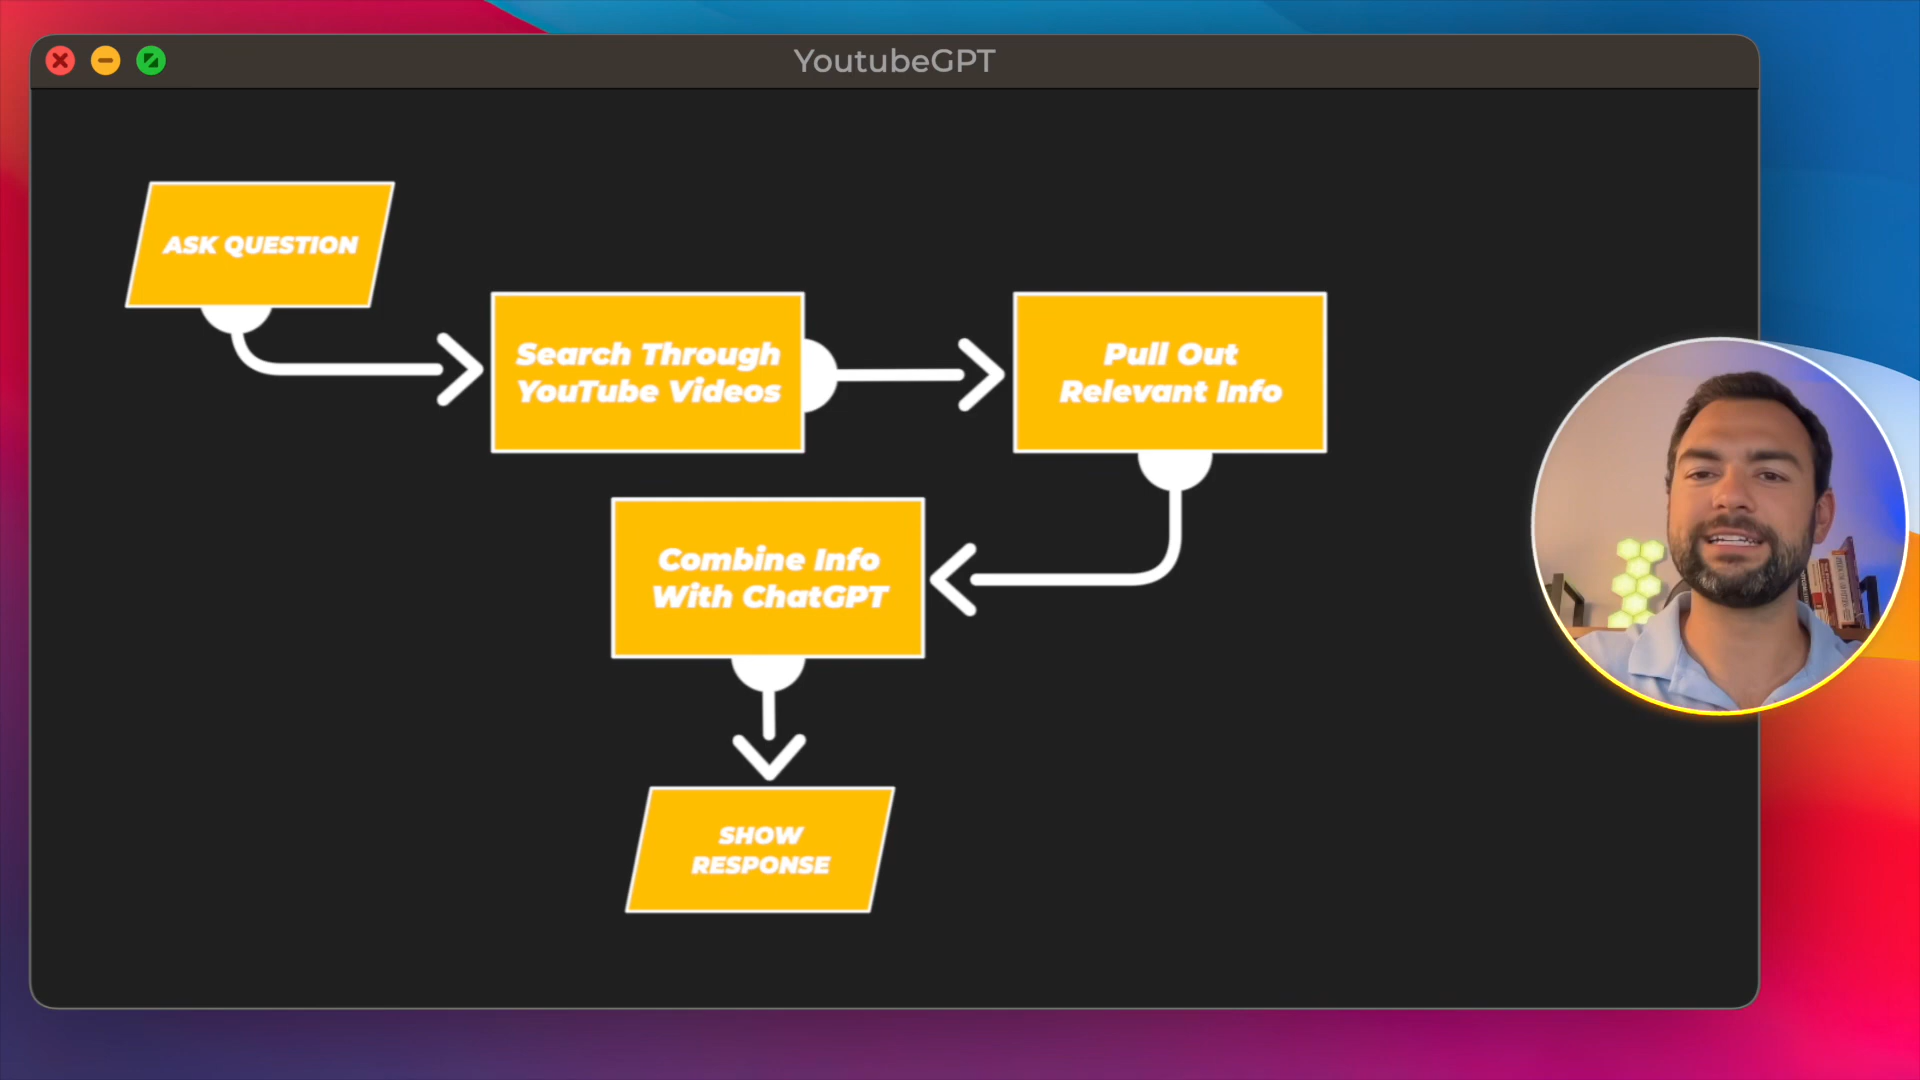 YoutubeGPT
ASK QUESTION
Search Through
YouTube Videos
Pull Out
Relevant Info
Combine Info
With ChatGPT
SHOW
RESPONSE